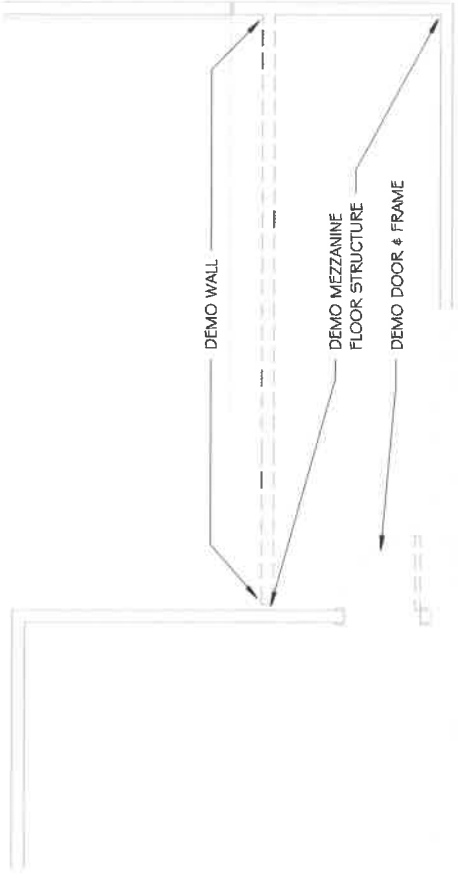 DEMO WALL
DEMO MEZZANINE
FLOOR STRUCTURE
DEMO DOOR & FRAME